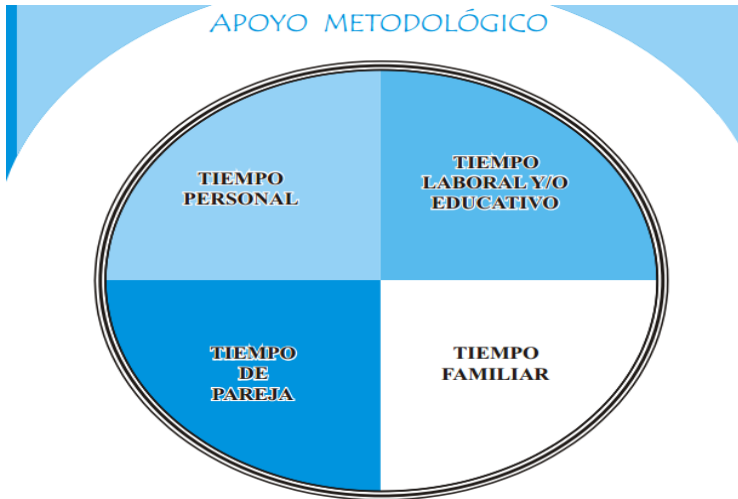 APOYO METODOLÓGICO
TIEMPO
PERSONAL
TIEMPO
LABORAL Y/O
EDUCATIVO
TIEMPO
DE
PAREJA
TIEMPO
FAMILIAR